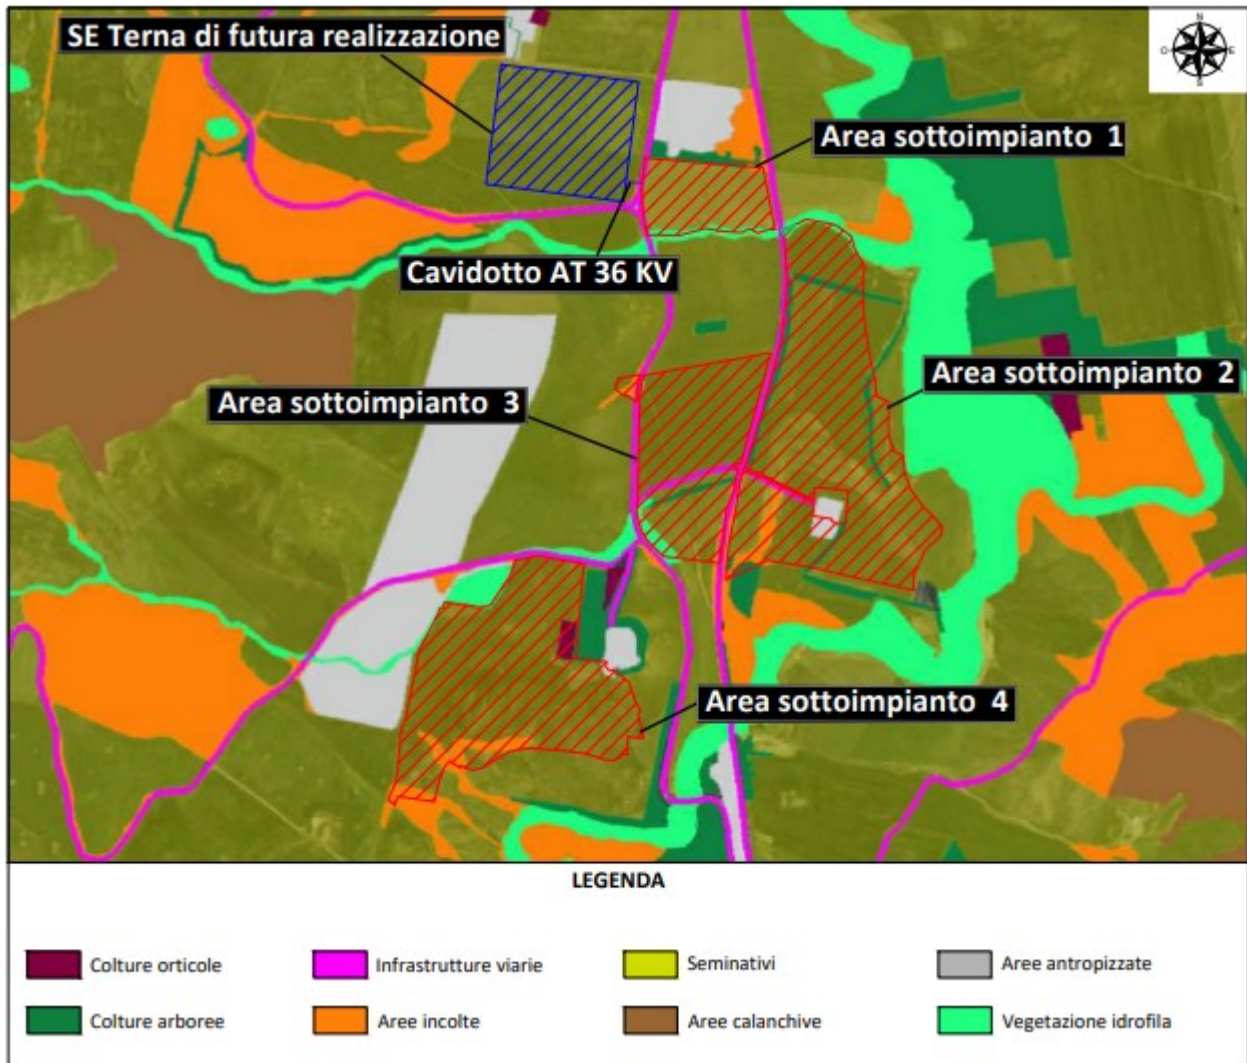 SE Terna di futura realizzazione
N
O E
S
Area sottoimpianto 1
Cavidotto AT 36 KV
Area sottoimpianto 2
Area sottoimpianto 3
Area sottoimpianto 4
LEGENDA
Colture orticole
Infrastrutture viarie
Seminativi
Aree antropizzate
Colture arboree
Aree incolte
Aree calanchive
Vegetazione idrofila